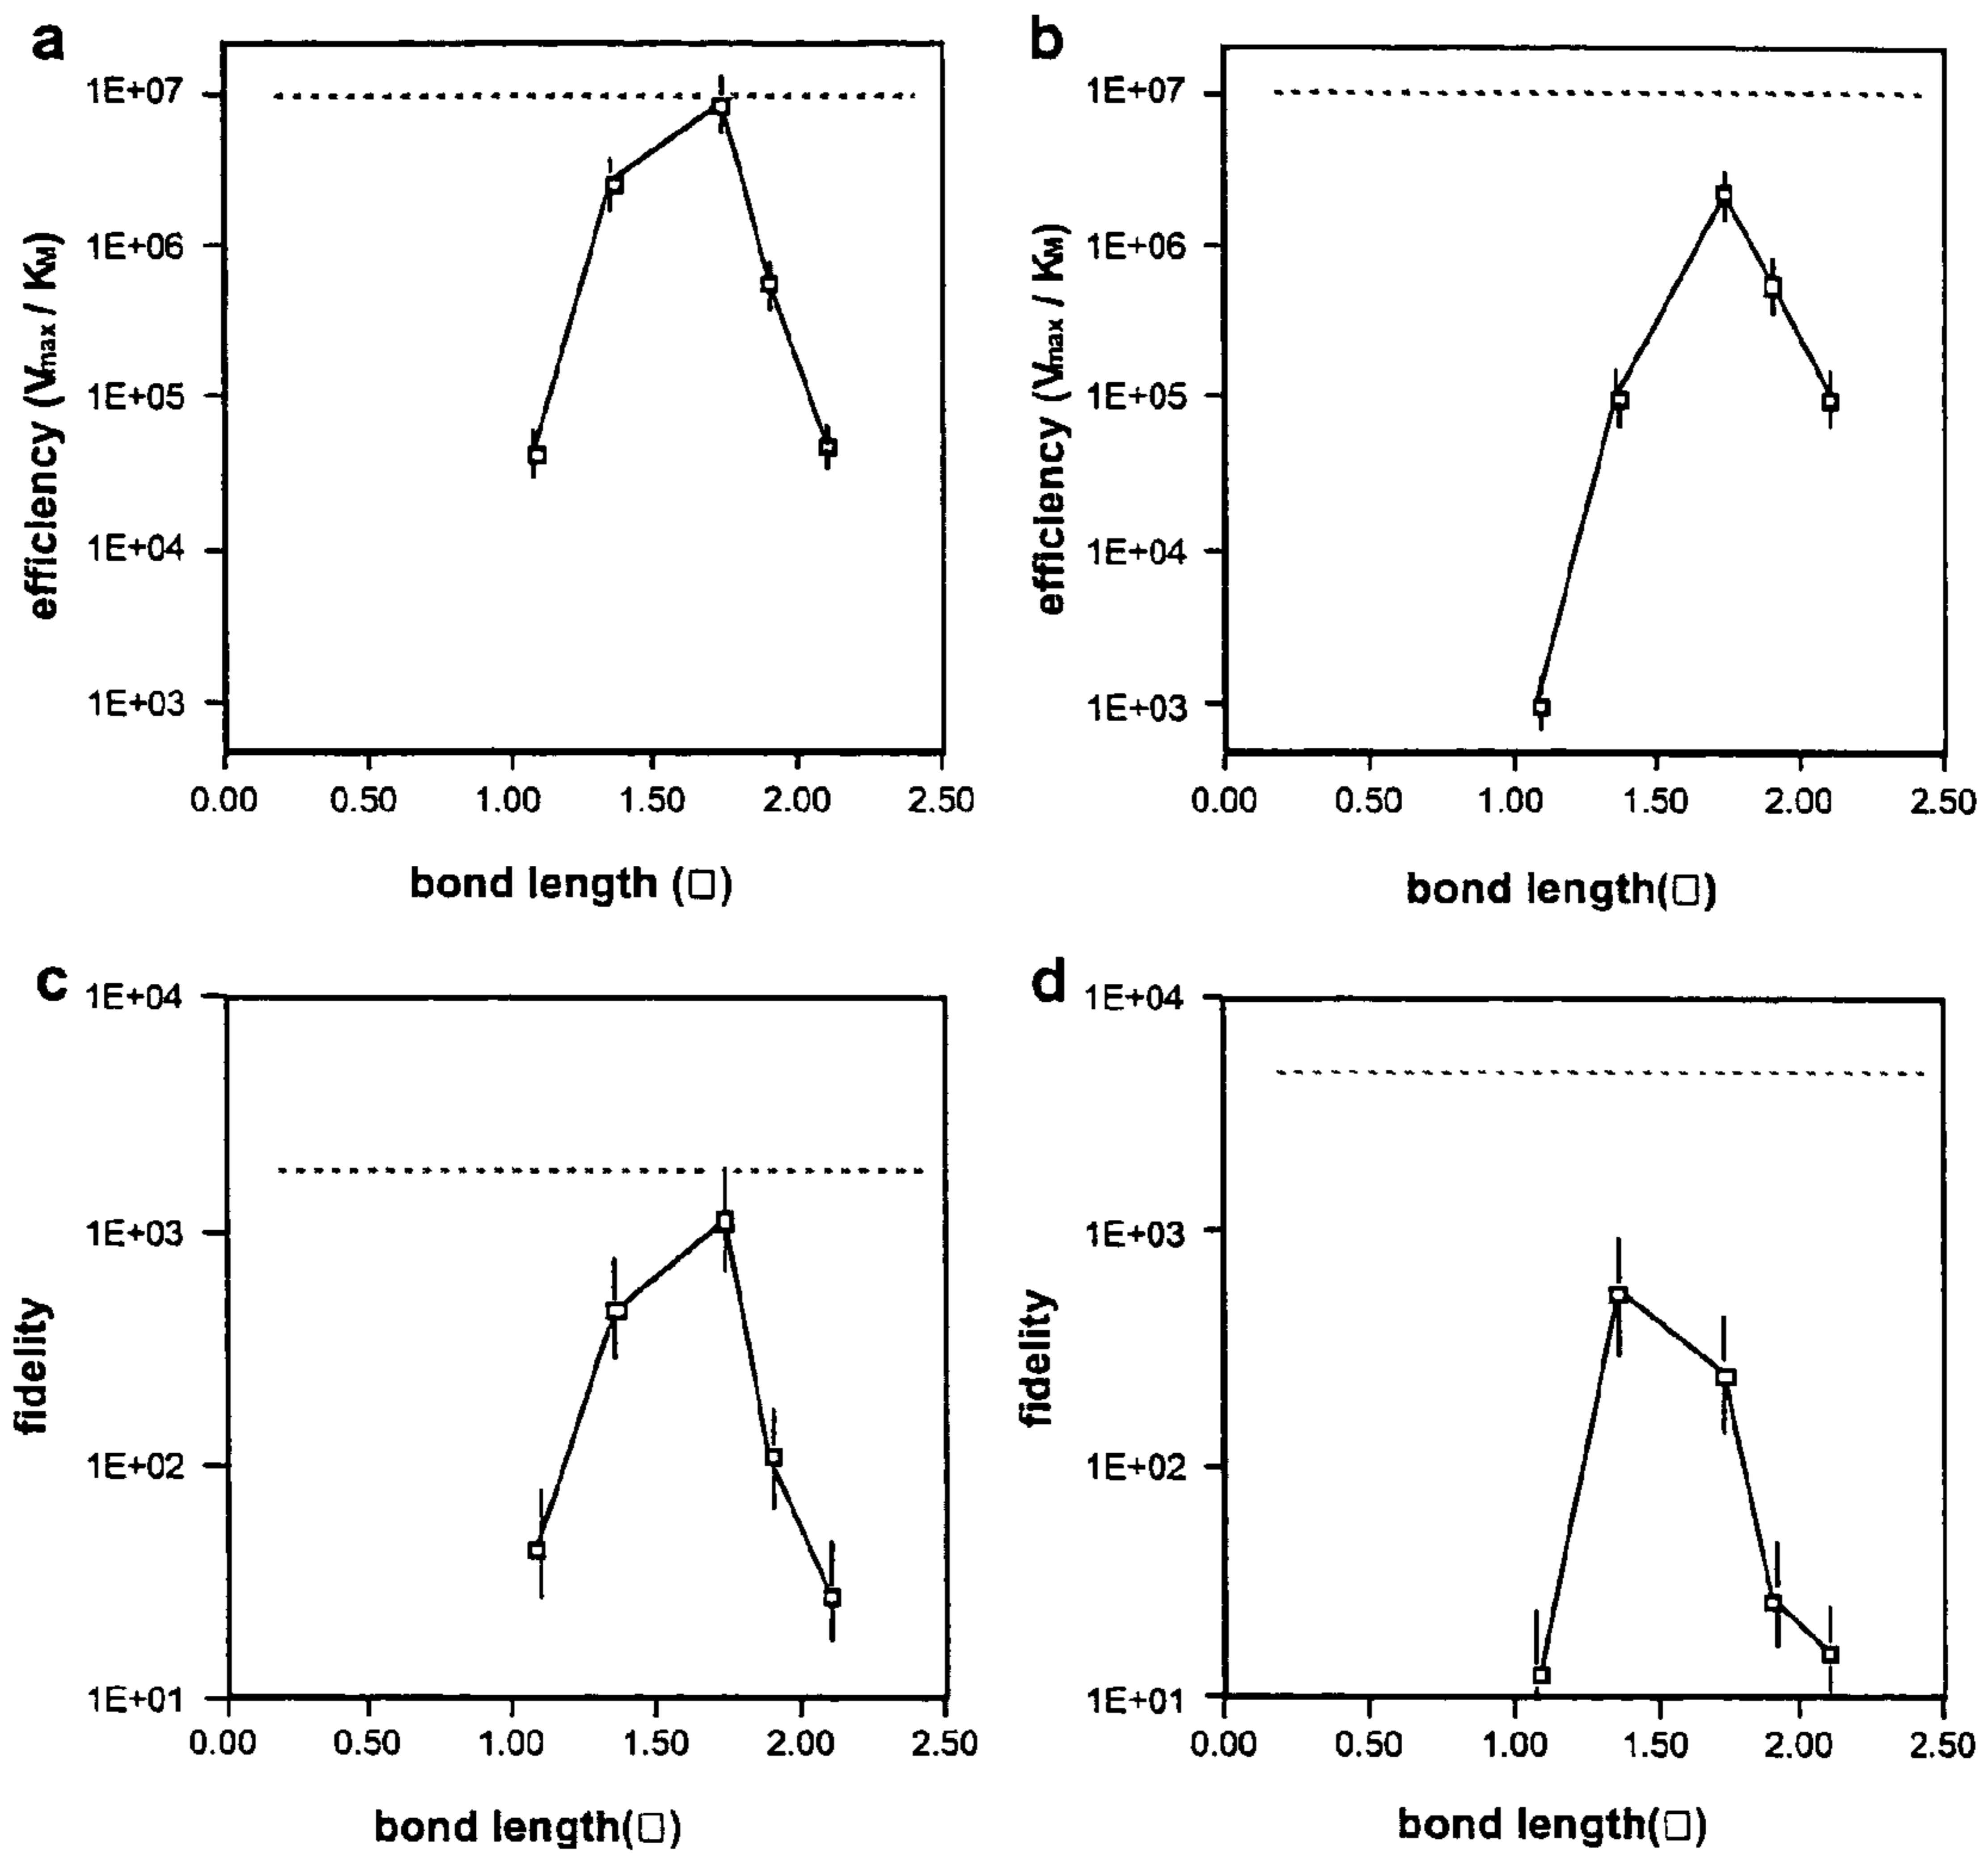 a
1E+07
1E+06
1E+05
1E+04
1E+03
efficiency (Vmax / KM)
0.00 0.50 1.00 1.50 2.00 2.50
bond length (□)
b
1E+07
1E+06
1E+05
1E+04
1E+03
efficiency (Vmax / KM)
0.00 0.50 1.00 1.50 2.00 2.50
bond length(□)
c
1E+04
1E+03
1E+02
1E+01
fidelity
0.00 0.50 1.00 1.50 2.00 2.50
bond length(□)
d
1E+04
1E+03
1E+02
1E+01
fidelity
0.00 0.50 1.00 1.50 2.00 2.50
bond length(□)